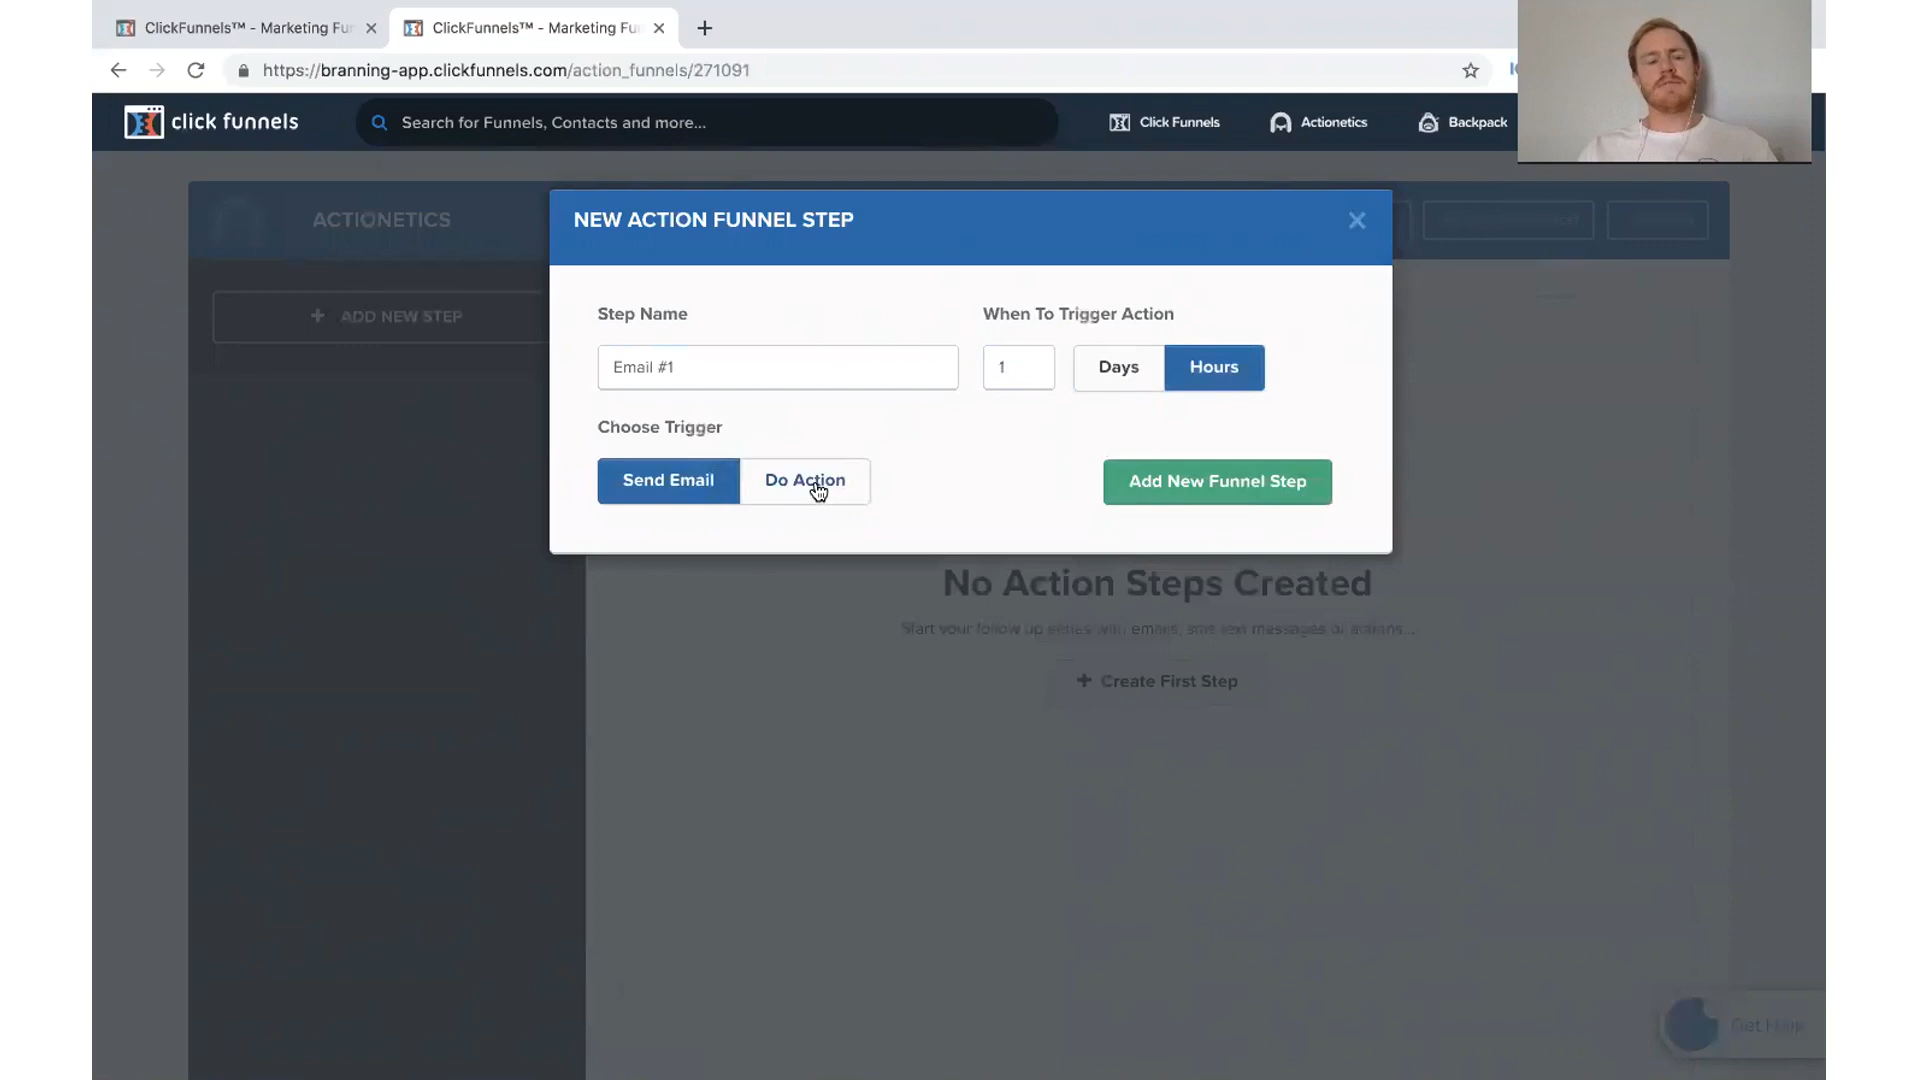 ClickFunnels™ - Marketing Fu
ClickFunnels™ - Marketing Fu
https://branning-app.clickfunnels.com/action_funnels/271091
click funnels
Search for Funnels, Contacts and more...
Click Funnels
Actionetics
Backpack
ACTIONETICS
NEW ACTION FUNNEL STEP
ADD NEW STEP
Step Name
When To Trigger Action
Email #1
1
Days
Hours
Choose Trigger
Send Email
Do Action
Add New Funnel Step
No Action Steps Created
Start your follow up series with emails, sms text messages or actions...
Create First Step
Get Help